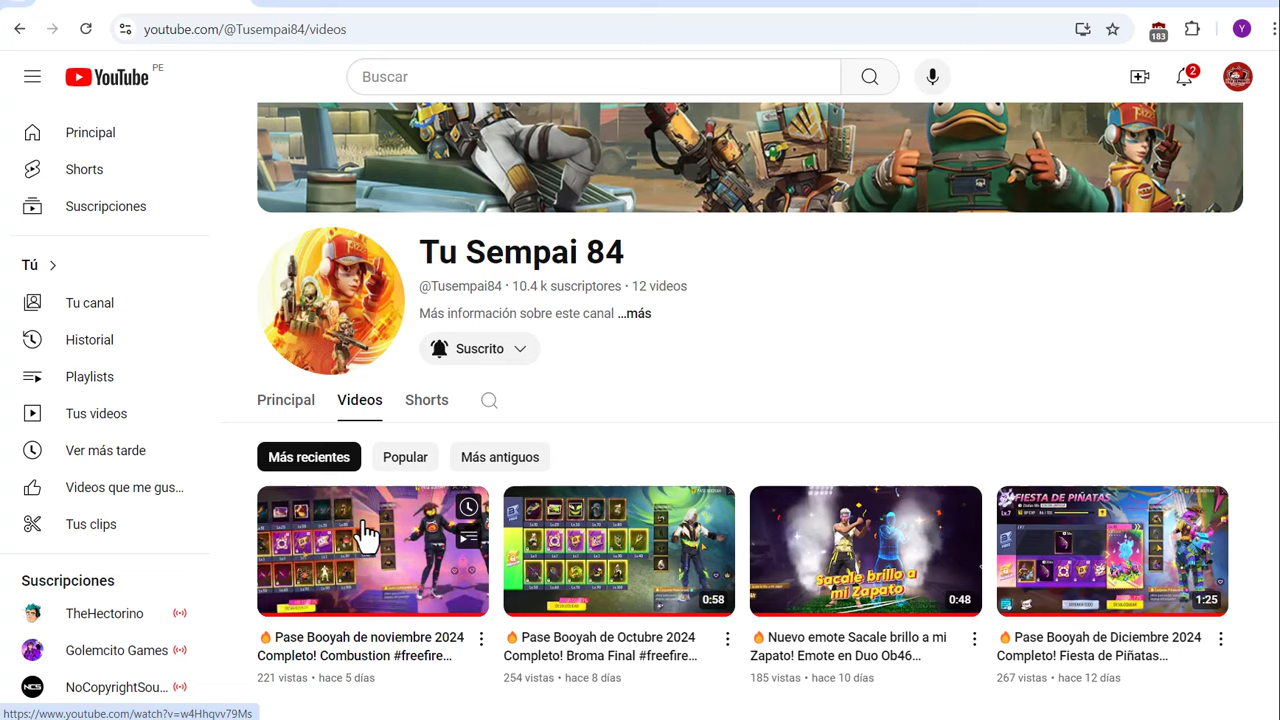 youtube.com/@Tusempai84/videos
183
Y
YouTube PE
Buscar
2
Principal
Shorts
Suscripciones
Tú
Tu canal
Historial
Playlists
Tus videos
Ver más tarde
Videos que me gus...
Tus clips
Suscripciones
TheHectorino
Golemcito Games
NoCopyrightSou...
Tu Sempai 84
@Tusempai84 · 10.4 k suscriptores · 12 videos
Más información sobre este canal ...más
Suscrito
Principal Videos Shorts
Más recientes Popular Más antiguos
🔥 Pase Booyah de noviembre 2024
Completo! Combustion #freefire...
221 vistas • hace 5 días
0:58
🔥 Pase Booyah de Octubre 2024
Completo! Broma Final #freefire...
254 vistas • hace 8 días
Sacale brillo a
mi Zapato
0:48
🔥 Nuevo emote Sacale brillo a mi
Zapato! Emote en Duo Ob46...
185 vistas • hace 10 días
FIESTA DE PIÑATAS
1:25
🔥 Pase Booyah de Diciembre 2024
Completo! Fiesta de Piñatas...
267 vistas • hace 12 días
https://www.youtube.com/watch?v=w4Hhqvv79Ms